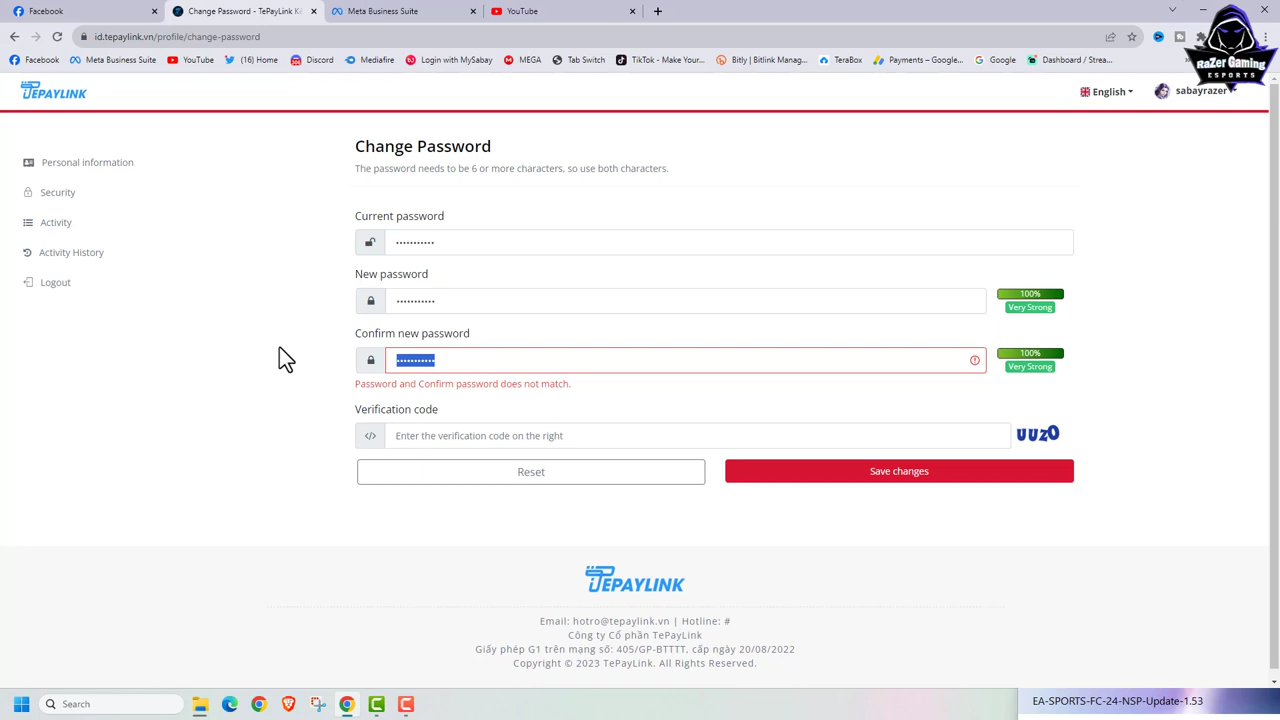 Facebook
Change Password - TePayLink
Meta Business Suite
YouTube
id.tepaylink.vn/profile/change-password
Facebook
Meta Business Suite
YouTube
(16) Home
Discord
Mediafire
Login with MySabay
MEGA
Tab Switch
TikTok - Make Your...
Bitly | Bitlink Manag...
TeraBox
Payments – Google...
Google
Dashboard / Strea...
RaZer Gaming
ESPORTS
TEPAYLINK
English
sabayrazer
Personal information
Security
Activity
Activity History
Logout
Change Password
The password needs to be 6 or more characters, so use both characters.
Current password
•••••••••••
New password
•••••••••••
100%
Very Strong
Confirm new password
•••••••••••
100%
Very Strong
Password and Confirm password does not match.
Verification code
Enter the verification code on the right
uuzO
Reset
Save changes
TEPAYLINK
Email: hotro@tepaylink.vn | Hotline: #
Công ty Cổ phần TePayLink
Giấy phép G1 trên mạng số: 405/GP-BTTTT, cấp ngày 20/08/2022
Copyright © 2023 TePayLink. All Rights Reserved.
Search
EA-SPORTS-FC-24-NSP-Update-1.53